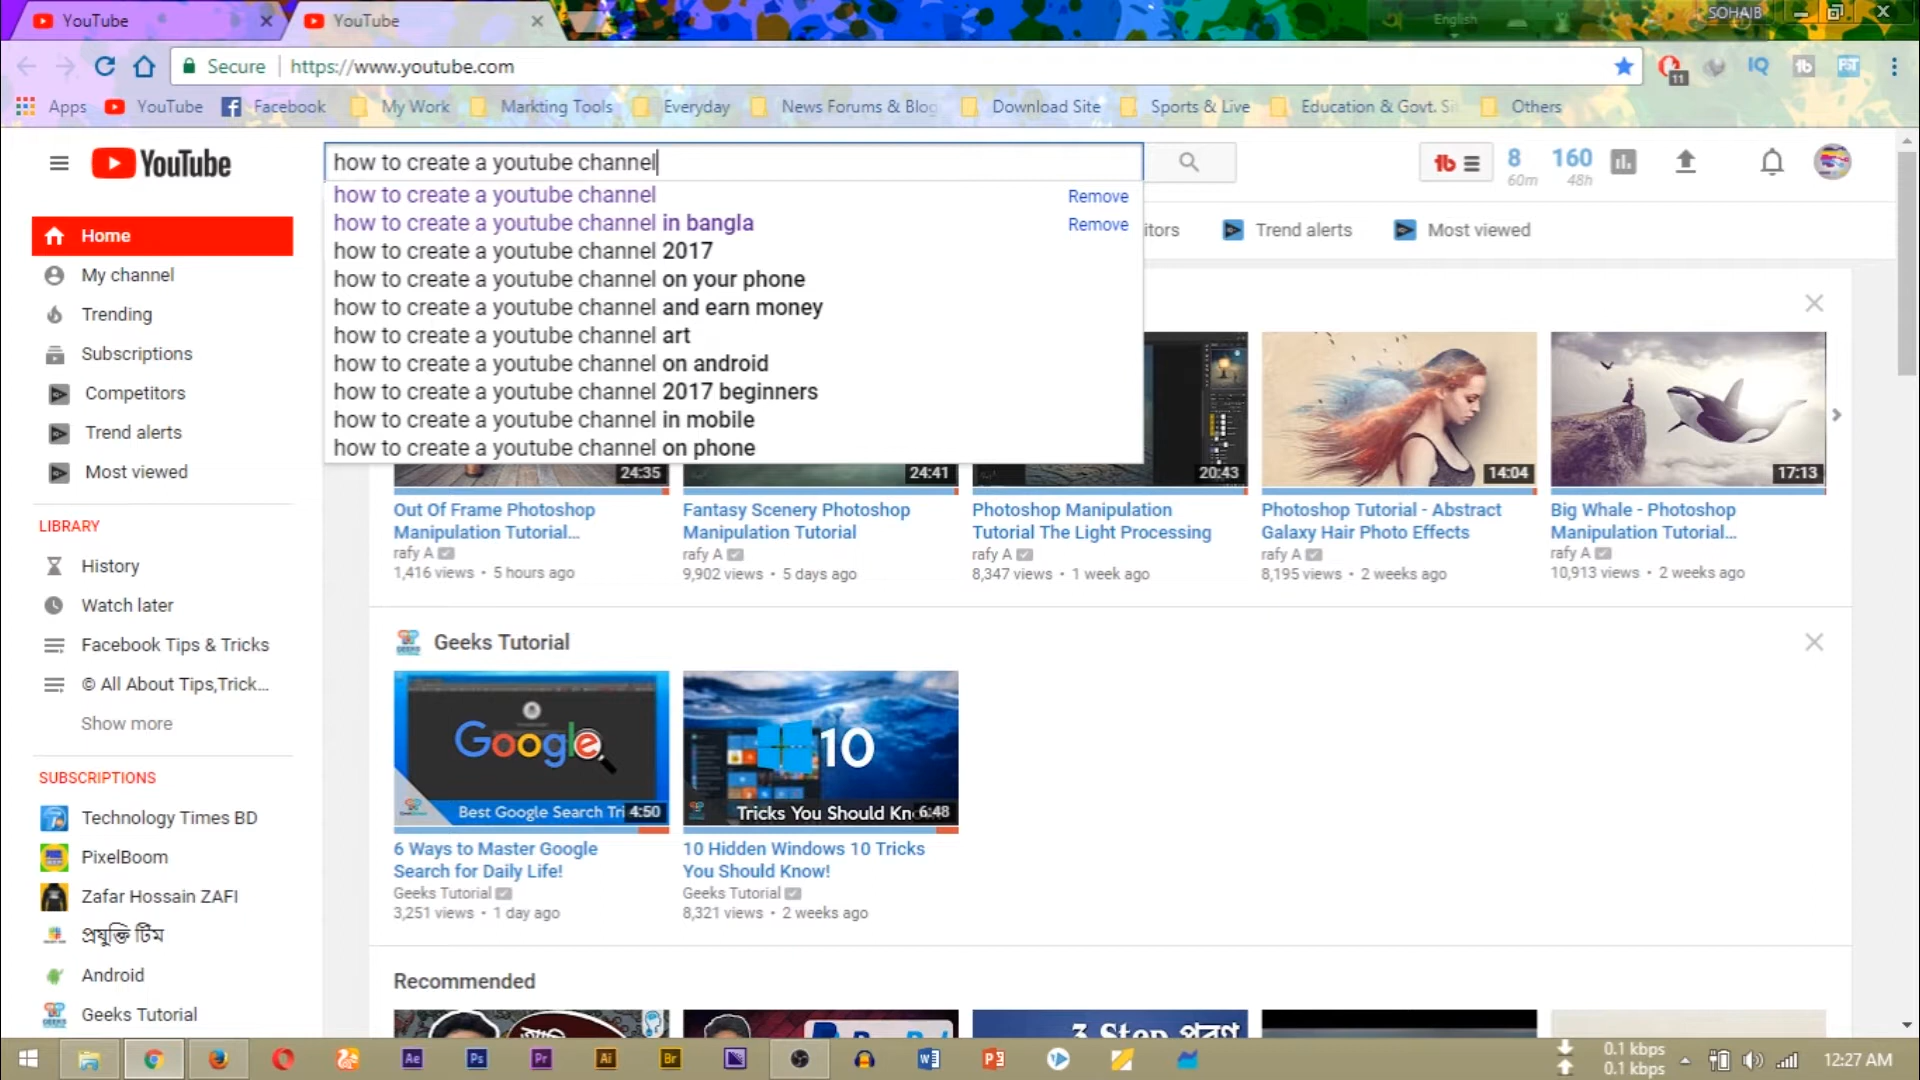 YouTube
YouTube
English
SOHAIB
Secure
https://www.youtube.com
11
IQ
Apps
YouTube
Facebook
My Work
Markting Tools
Everyday
News Forums & Blog
Download Site
Sports & Live
Education & Govt. Si
Others
YouTube
how to create a youtube channel
8
60m
160
48h
how to create a youtube channel
Remove
how to create a youtube channel in bangla
Remove
how to create a youtube channel 2017
how to create a youtube channel on your phone
how to create a youtube channel and earn money
how to create a youtube channel art
how to create a youtube channel on android
how to create a youtube channel 2017 beginners
how to create a youtube channel in mobile
how to create a youtube channel on phone
itors
Trend alerts
Most viewed
Home
My channel
Trending
Subscriptions
Competitors
Trend alerts
Most viewed
LIBRARY
History
Watch later
Facebook Tips & Tricks
© All About Tips,Trick...
Show more
SUBSCRIPTIONS
Technology Times BD
PixelBoom
Zafar Hossain ZAFI
প্রযুক্তি টিম
Android
Geeks Tutorial
24:35
24:41
20:43
14:04
17:13
Out Of Frame Photoshop
Manipulation Tutorial...
rafy A
1,416 views • 5 hours ago
Fantasy Scenery Photoshop
Manipulation Tutorial
rafy A
9,902 views • 5 days ago
Photoshop Manipulation
Tutorial The Light Processing
rafy A
8,347 views • 1 week ago
Photoshop Tutorial - Abstract
Galaxy Hair Photo Effects
rafy A
8,195 views • 2 weeks ago
Big Whale - Photoshop
Manipulation Tutorial...
rafy A
10,913 views • 2 weeks ago
Geeks Tutorial
Google
Best Google Search Tri
4:50
10
Tricks You Should Kn
6:48
6 Ways to Master Google
Search for Daily Life!
Geeks Tutorial
3,251 views • 1 day ago
10 Hidden Windows 10 Tricks
You Should Know!
Geeks Tutorial
8,321 views • 2 weeks ago
Recommended
3 Step
Ae
Ps
Pr
Ai
Br
0.1 kbps
0.1 kbps
12:27 AM